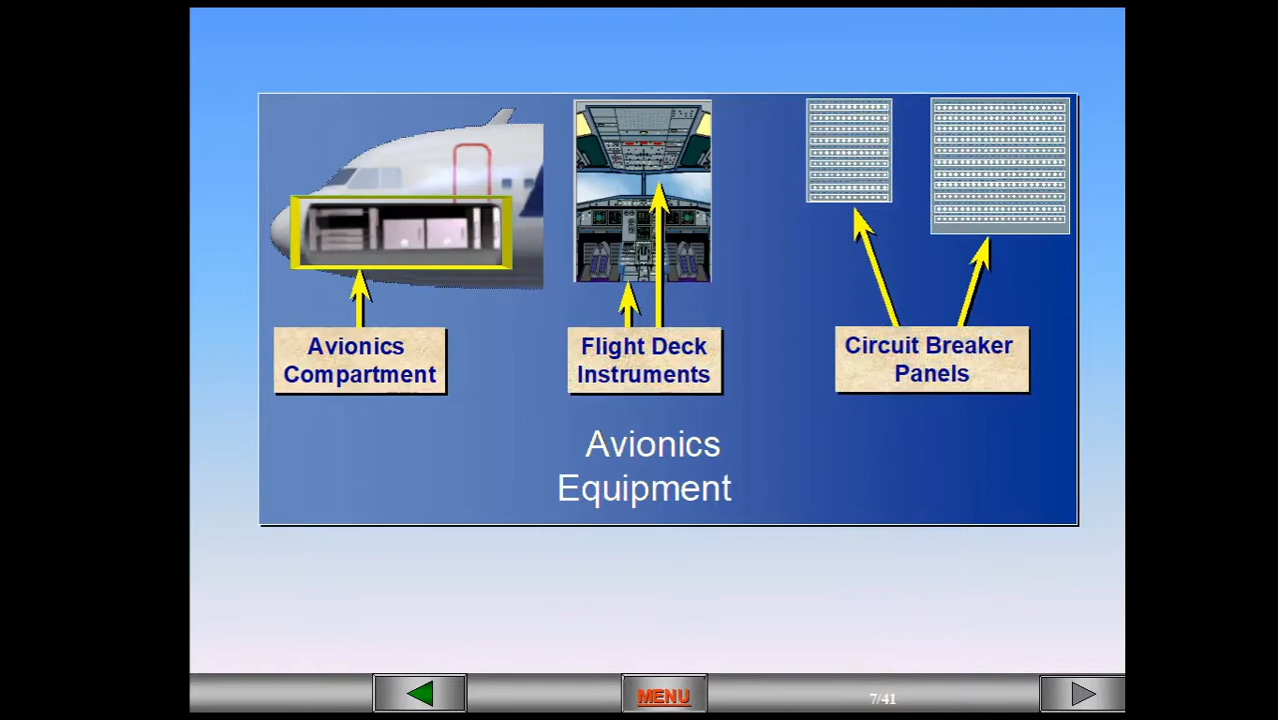 Avionics
Compartment
Flight Deck
Instruments
Circuit Breaker
Panels
Avionics
Equipment
MENU
7/41